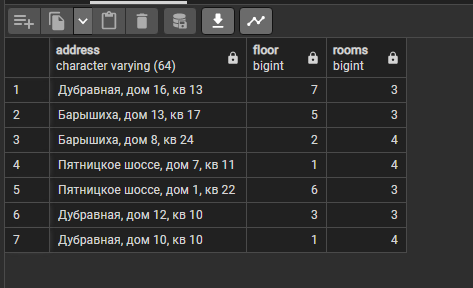 address floor rooms
character varying (64) bigint bigint
1 Дубравная, дом 16, кв 13 7 3
2 Барышиха, дом 13, кв 17 5 3
3 Барышиха, дом 8, кв 24 2 4
4 Пятницкое шоссе, дом 7, кв 11 1 4
5 Пятницкое шоссе, дом 1, кв 22 6 3
6 Дубравная, дом 12, кв 10 3 3
7 Дубравная, дом 10, кв 10 1 4